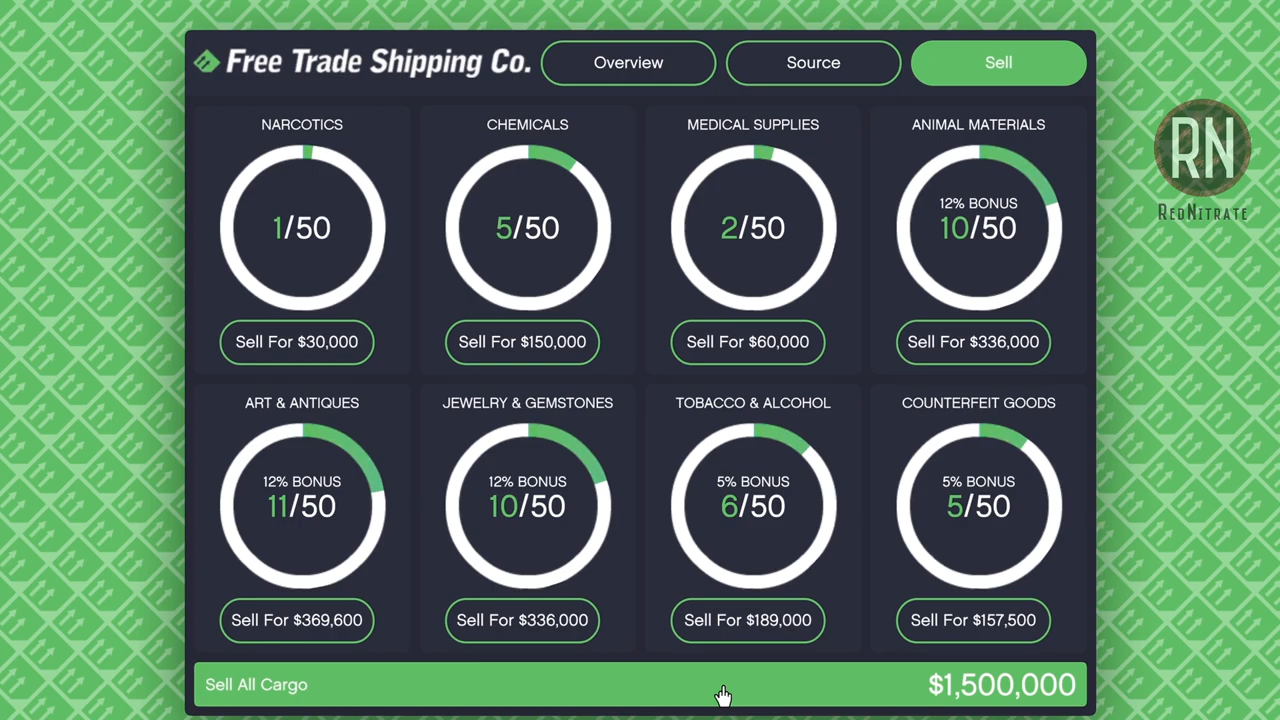 Free Trade Shipping Co.
Overview
Source
Sell
NARCOTICS
1/50
Sell For $30,000
CHEMICALS
5/50
Sell For $150,000
MEDICAL SUPPLIES
2/50
Sell For $60,000
ANIMAL MATERIALS
12% BONUS
10/50
Sell For $336,000
ART & ANTIQUES
12% BONUS
11/50
Sell For $369,600
JEWELRY & GEMSTONES
12% BONUS
10/50
Sell For $336,000
TOBACCO & ALCOHOL
5% BONUS
6/50
Sell For $189,000
COUNTERFEIT GOODS
5% BONUS
5/50
Sell For $157,500
Sell All Cargo
$1,500,000
RN
REDNITRATE